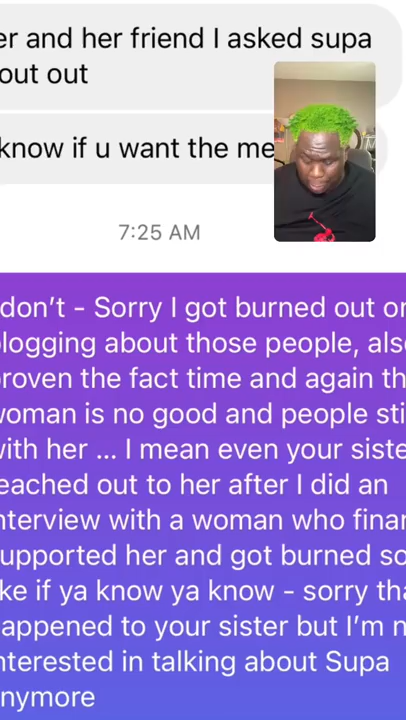 er and her friend I asked supa
out out
know if u want the me
7:25 AM
don't - Sorry I got burned out o
logging about those people, als
roven the fact time and again th
woman is no good and people sti
with her ... I mean even your siste
eached out to her after I did an
nterview with a woman who finan
upported her and got burned so
ke if ya know ya know - sorry tha
appened to your sister but I'm n
nterested in talking about Supa
nymore